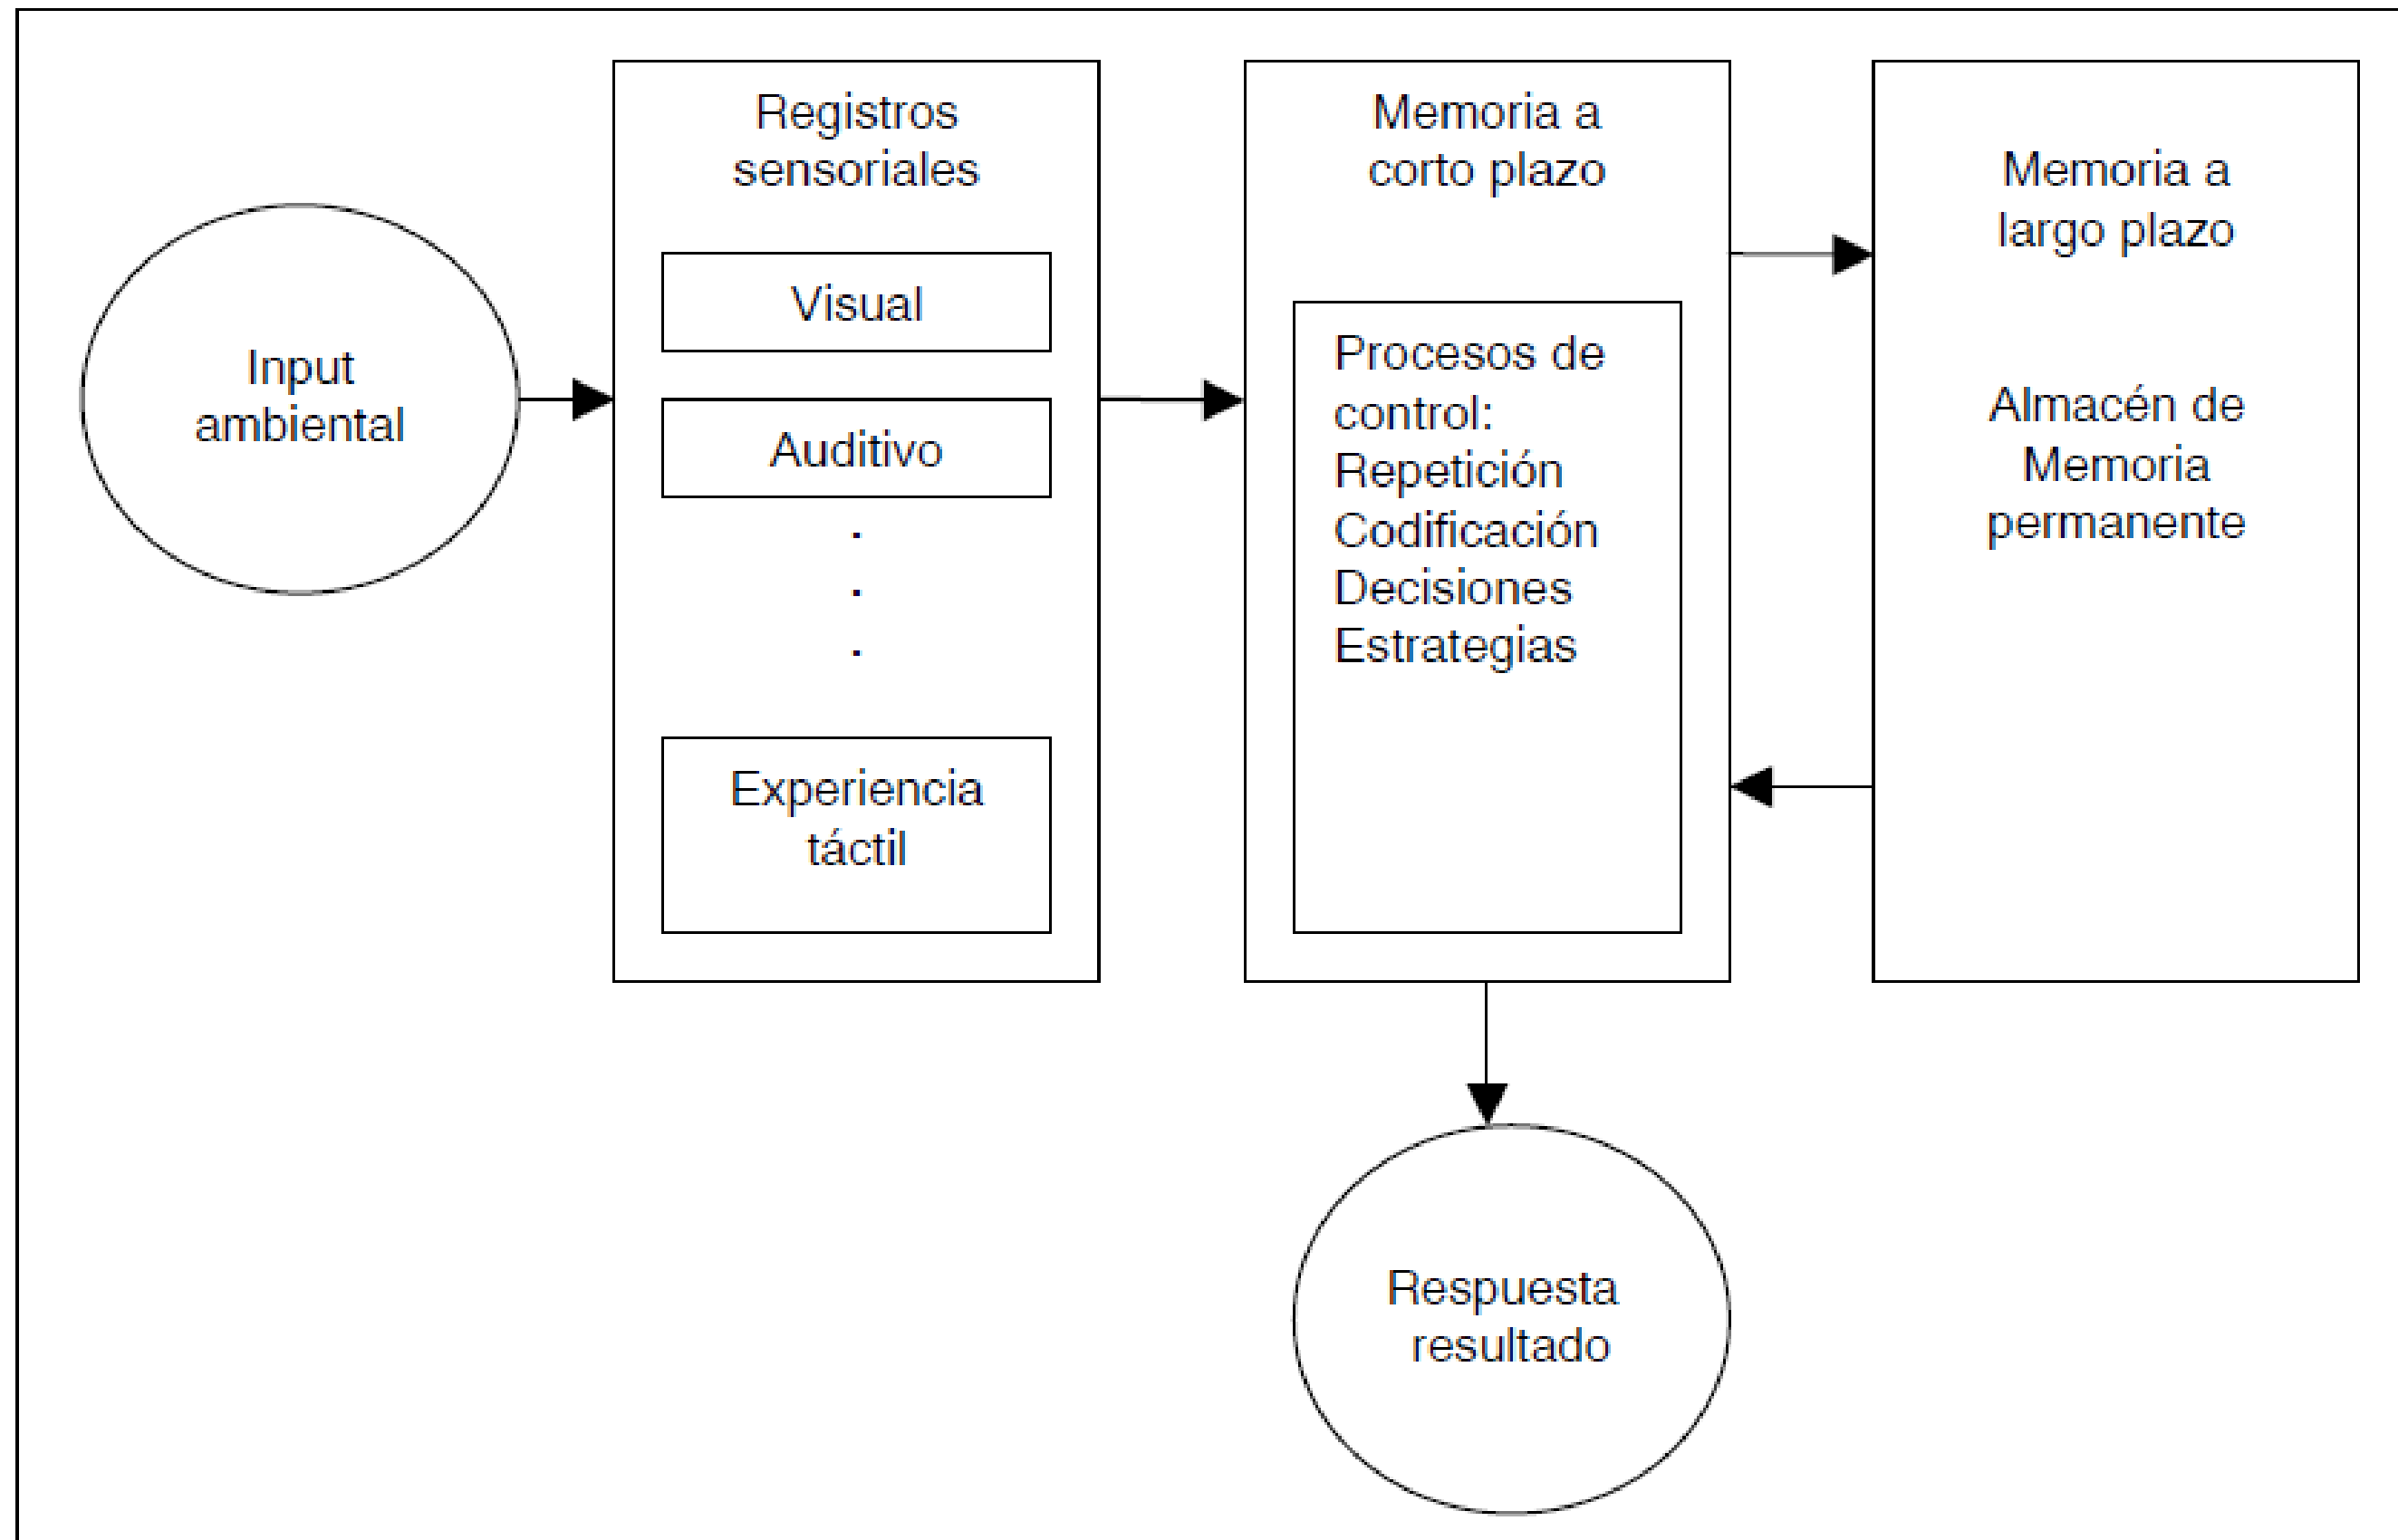 Input
ambiental
Registros
sensoriales
Visual
Auditivo
.
.
.
Experiencia
táctil
Memoria a
corto plazo
Procesos de
control:
Repetición
Codificación
Decisiones
Estrategias
Memoria a
largo plazo
Almacén de
Memoria
permanente
Respuesta
resultado